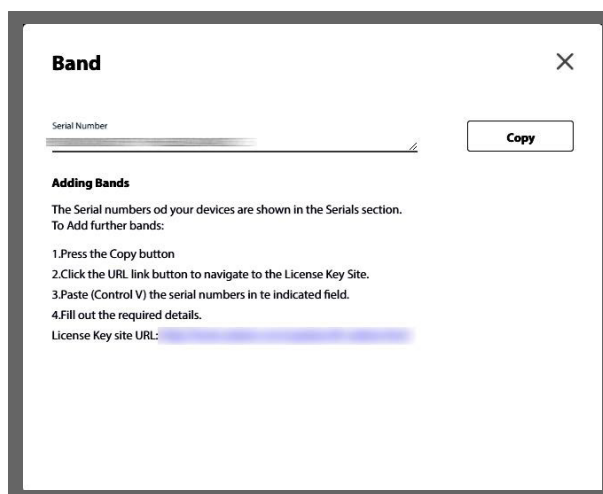 Band
Serial Number
Copy
Adding Bands
The Serial numbers od your devices are shown in the Serials section.
To Add further bands:
1.Press the Copy button
2.Click the URL link button to navigate to the License Key Site.
3.Paste (Control V) the serial numbers in te indicated field.
4.Fill out the required details.
License Key site URL: